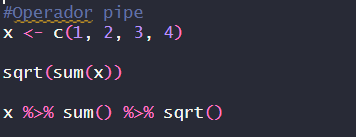 #Operador pipe
x <- c(1, 2, 3, 4)
sqrt(sum(x))
x %>% sum() %>% sqrt()